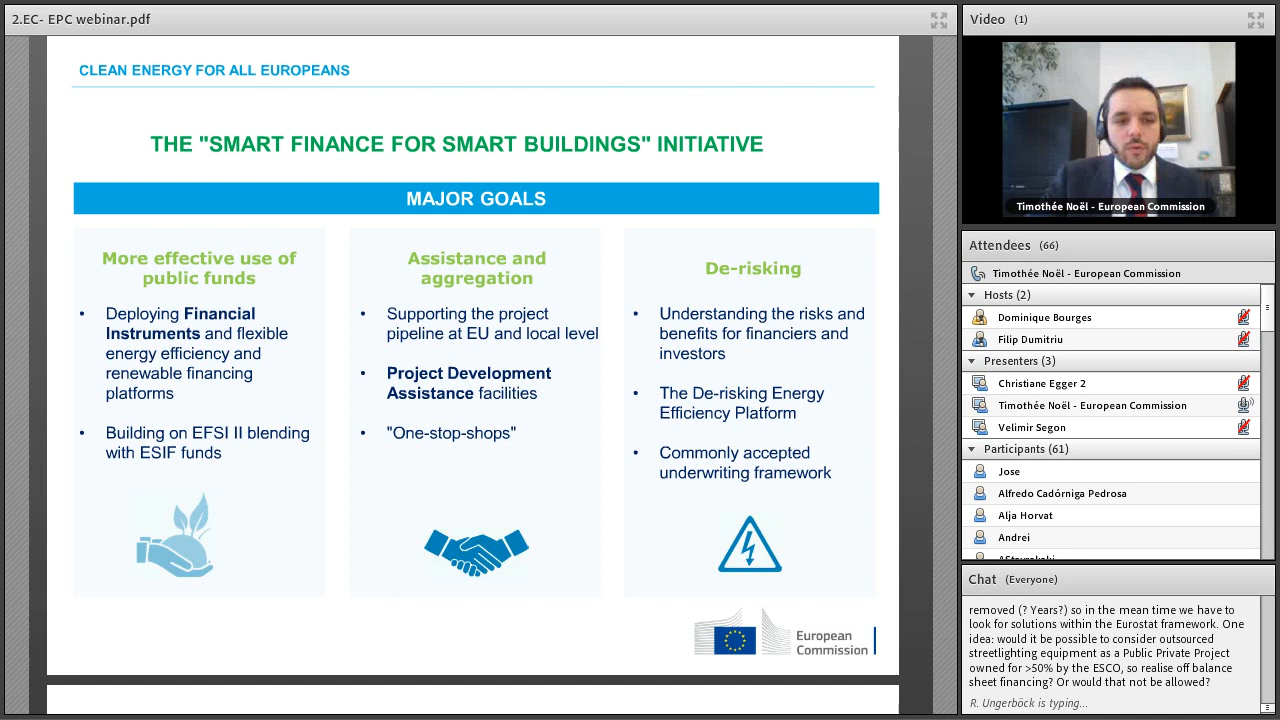 2.EC- EPC webinar.pdf
CLEAN ENERGY FOR ALL EUROPEANS
THE "SMART FINANCE FOR SMART BUILDINGS" INITIATIVE
MAJOR GOALS
More effective use of
public funds
• Deploying Financial
Instruments and flexible
energy efficiency and
renewable financing
platforms
• Building on EFSI II blending
with ESIF funds
Assistance and
aggregation
• Supporting the project
pipeline at EU and local level
• Project Development
Assistance facilities
• "One-stop-shops"
De-risking
• Understanding the risks and
benefits for financiers and
investors
• The De-risking Energy
Efficiency Platform
• Commonly accepted
underwriting framework
European
Commission
Video (1)
Timothée Noël - European Commission
Attendees (66)
Timothée Noël - European Commission
Hosts (2)
Dominique Bourges
Filip Dumitriu
Presenters (3)
Christiane Egger 2
Timothée Noël - European Commission
Velimir Segon
Participants (61)
Jose
Alfredo Cadórniga Pedrosa
Alja Horvat
Andrei
Chat (Everyone)
removed (? Years?) so in the mean time we have to
look for solutions within the Eurostat framework. One
idea: would it be possible to consider outsourced
streetlighting equipment as a Public Private Project
owned for >50% by the ESCO, so realise off balance
sheet financing? Or would that not be allowed?
R. Ungerböck is typing...